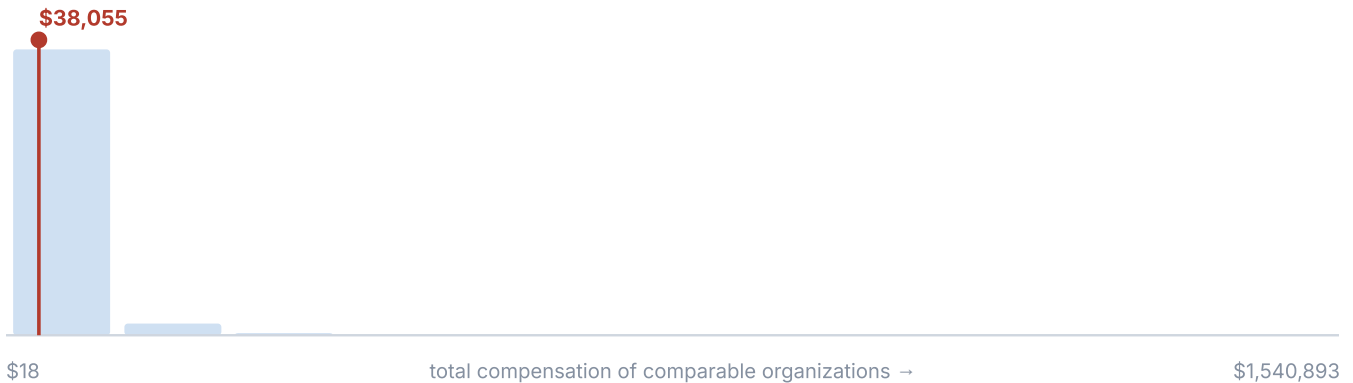 $38,055
$18 total compensation of comparable organizations → $1,540,893